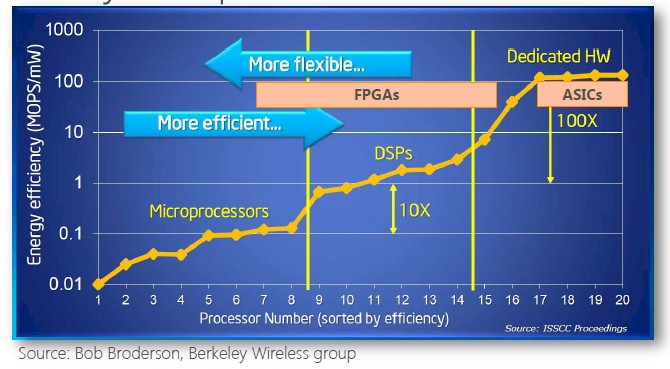 1000
100
10
1
0.1
0.01
Energy efficiency (MOPS/mW)
More flexible...
Dedicated HW
FPGAs
ASICs
More efficient...
100X
DSPs
Microprocessors
10X
1 2 3 4 5 6 7 8 9 10 11 12 13 14 15 16 17 18 19 20
Processor Number (sorted by efficiency)
Source: ISSCC Proceedings
Source: Bob Broderson, Berkeley Wireless group